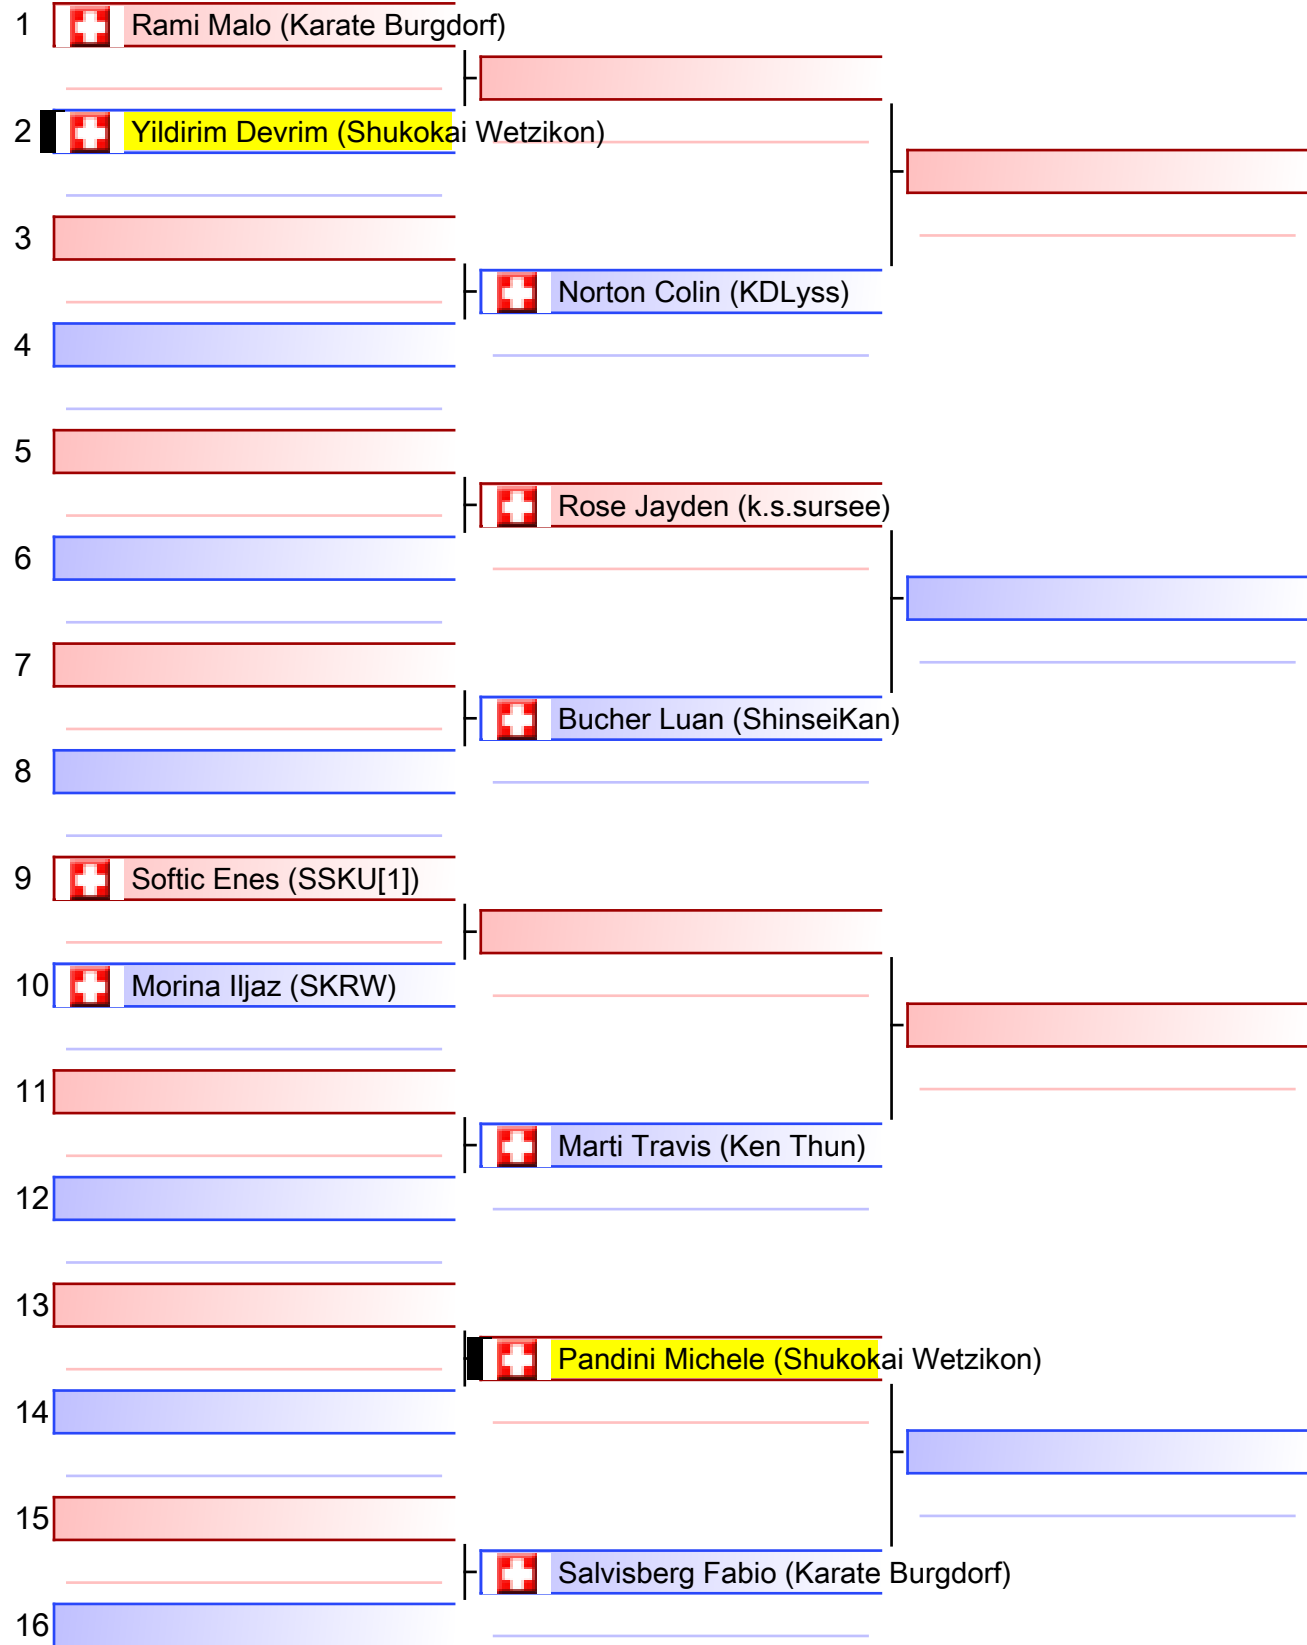 1 Rami Malo (Karate Burgdorf)
2 Yildirim Devrim (Shukokai Wetzikon)
3
Norton Colin (KDLyss)
4
5
Rose Jayden (k.s.sursee)
6
7
Bucher Luan (ShinseiKan)
8
9 Softic Enes (SSKU[1])
10 Morina Iljaz (SKRW)
11
Marti Travis (Ken Thun)
12
13
Pandini Michele (Shukokai Wetzikon)
14
15
Salvisberg Fabio (Karate Burgdorf)
16